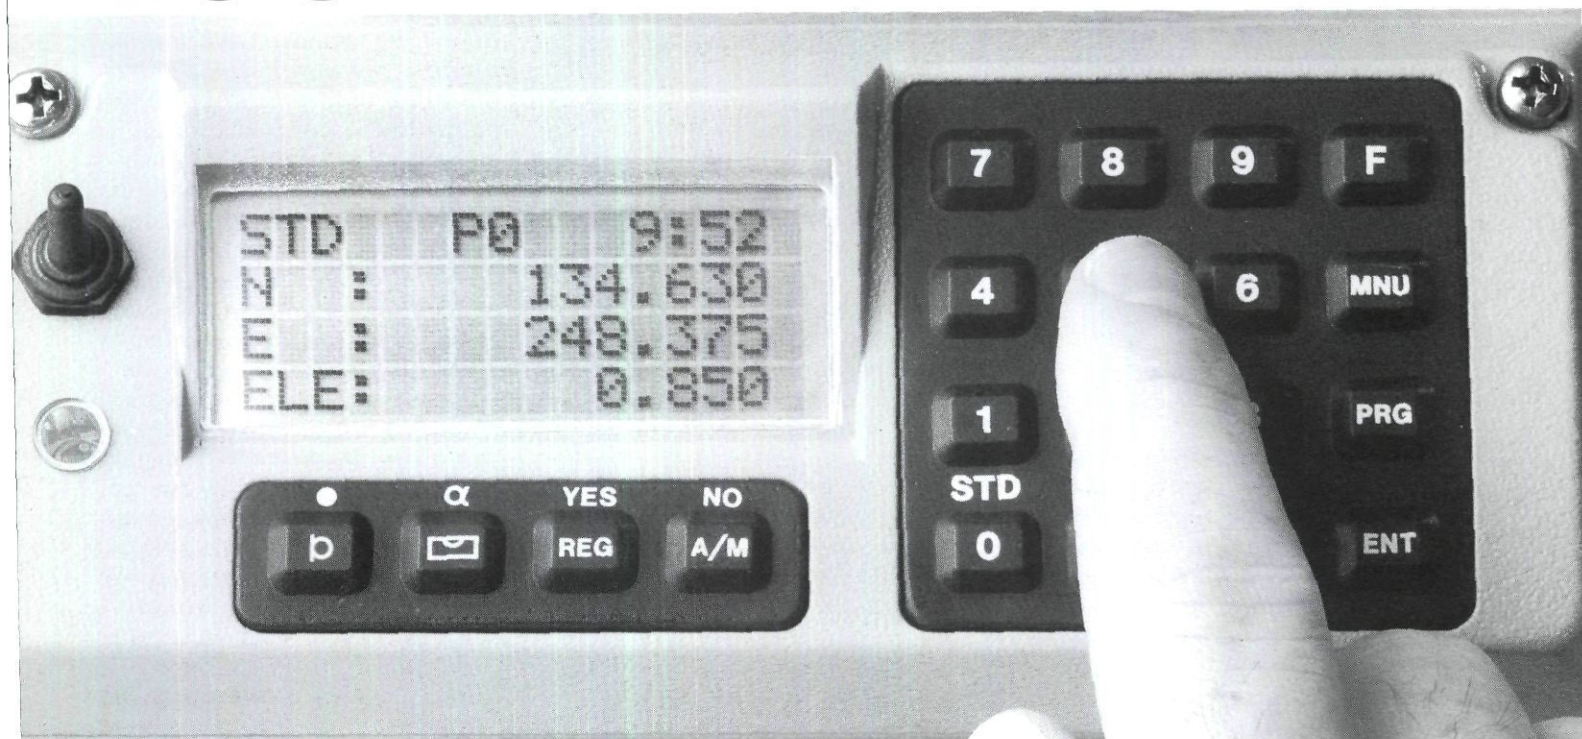 STD P0 9:52
N : 134.630
E : 248.375
ELE: 0.850
7 8 9 F
4 6 MNU
1 PRG
STD
0 ENT
α YES NO
REG A/M